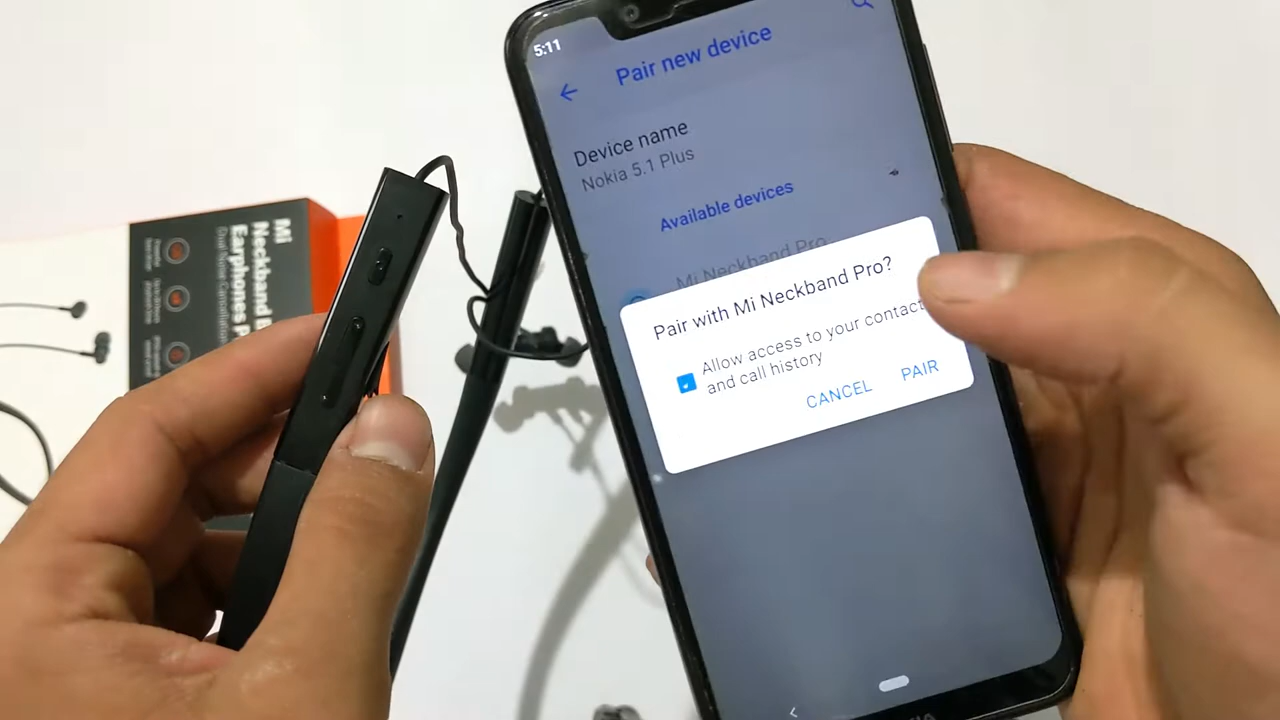 5:11
Pair new device
Device name
Nokia 5.1 Plus
Available devices
Mi Neckband Pro
Pair with Mi Neckband Pro?
Allow access to your contact
and call history
CANCEL
PAIR
Mi
Neckband B
Earphones P